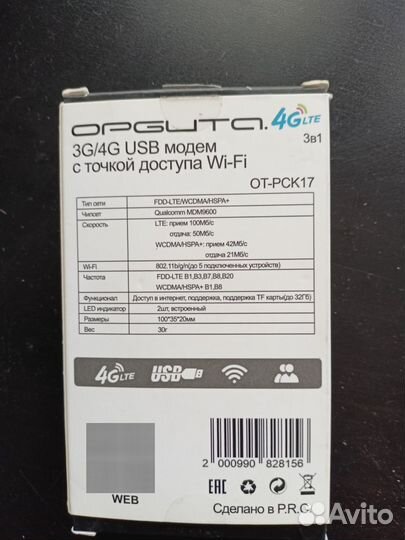 ОРБИТА. 4G LTE
3G/4G USB модем 3в1
с точкой доступа Wi-Fi
OT-PCK17
Тип сети FDD-LTE/WCDMA/HSPA+
Чипсет Qualcomm MDM9600
Скорость LTE: прием 100Мб/с
отдача: 50Мб/с
WCDMA/HSPA+: прием 42Мб/с
отдача 21Мб/с
Wi-Fi 802.11b/g/n(до 5 подключенных устройств)
Частота FDD-LTE B1,B3,B7,B8,B20
WCDMA/HSPA+ B1,B8
Функционал Доступ в интернет, поддержка, поддержка TF карты(до 32Гб)
LED индикатор 2шт, встроенный
Размеры 100*35*20мм
Вес 30г
4G LTE USB
2 000990 828156
WEB
EAC CE
Сделано в P.R.C.
Avito